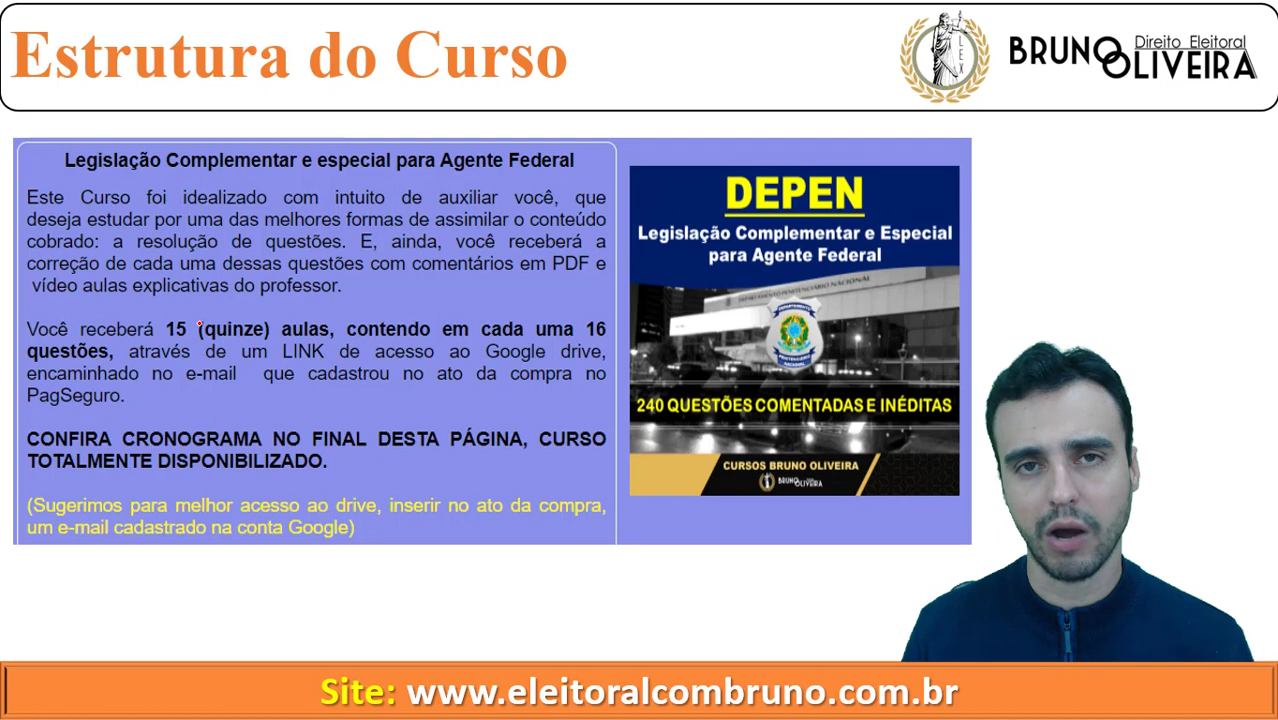 Estrutura do Curso
LEX
BRUNO OLIVEIRA
Direito Eleitoral
Legislação Complementar e especial para Agente Federal
Este Curso foi idealizado com intuito de auxiliar você, que
deseja estudar por uma das melhores formas de assimilar o conteúdo
cobrado: a resolução de questões. E, ainda, você receberá a
correção de cada uma dessas questões com comentários em PDF e
vídeo aulas explicativas do professor.
Você receberá 15 (quinze) aulas, contendo em cada uma 16
questões, através de um LINK de acesso ao Google drive,
encaminhado no e-mail que cadastrou no ato da compra no
PagSeguro.
CONFIRA CRONOGRAMA NO FINAL DESTA PÁGINA, CURSO
TOTALMENTE DISPONIBILIZADO.
(Sugerimos para melhor acesso ao drive, inserir no ato da compra,
um e-mail cadastrado na conta Google)
DEPEN
Legislação Complementar e Especial
para Agente Federal
DEPARTAMENTO PENITENCIÁRIO NACIONAL
240 QUESTÕES COMENTADAS E INÉDITAS
CURSOS BRUNO OLIVEIRA
BRUNO OLIVEIRA
Site: www.eleitoralcombruno.com.br